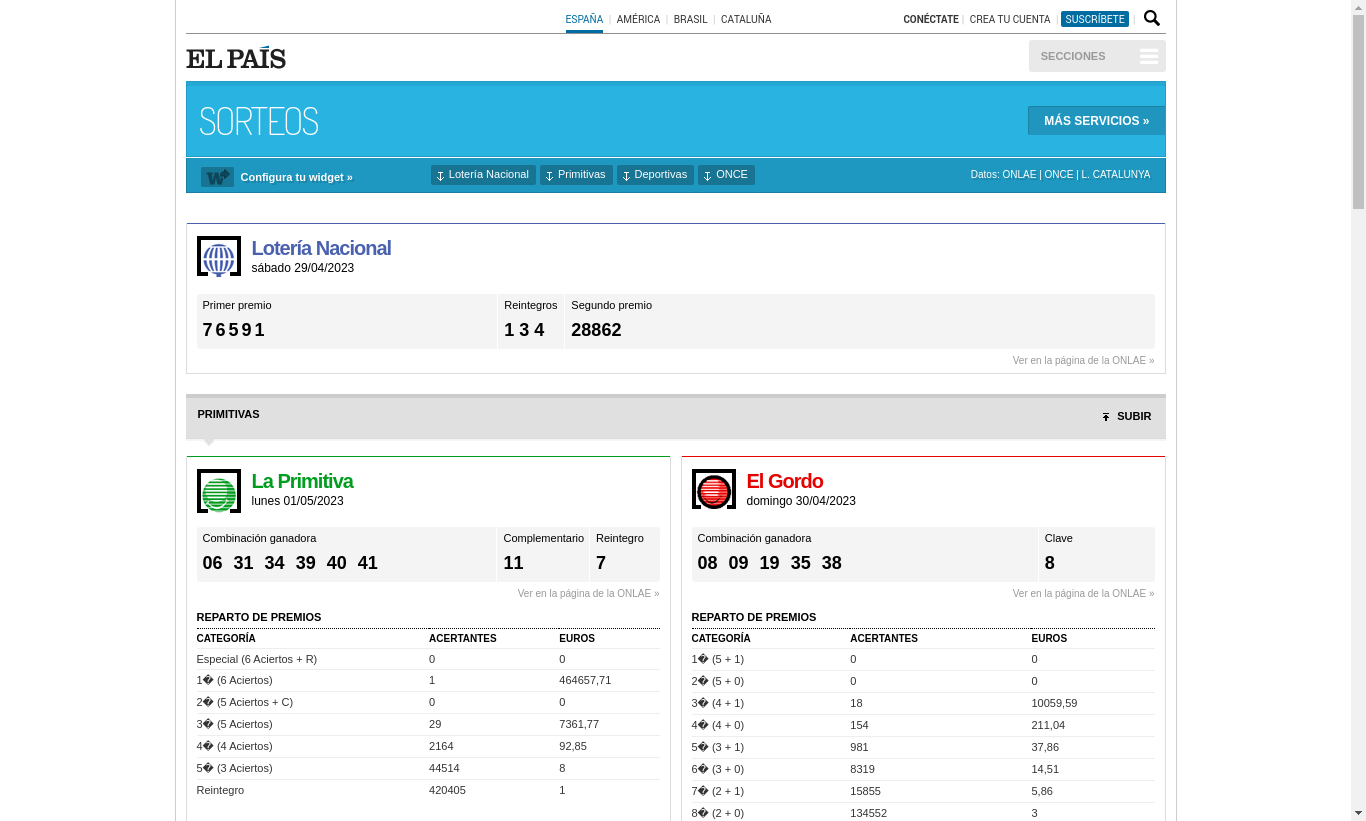 ESPAÑA | AMÉRICA | BRASIL | CATALUÑA
CONÉCTATE | CREA TU CUENTA | SUSCRÍBETE |
EL PAÍS
SECCIONES
SORTEOS
MÁS SERVICIOS »
Configura tu widget »
Lotería Nacional
Primitivas
Deportivas
ONCE
Datos: ONLAE | ONCE | L. CATALUNYA
Lotería Nacional
sábado 29/04/2023
Primer premio Reintegros Segundo premio
76591 1 3 4 28862
Ver en la página de la ONLAE »
PRIMITIVAS
SUBIR
La Primitiva
lunes 01/05/2023
Combinación ganadora Complementario Reintegro
06 31 34 39 40 41 11 7
Ver en la página de la ONLAE »
REPARTO DE PREMIOS
CATEGORÍA ACERTANTES EUROS
Especial (6 Aciertos + R) 0 0
1� (6 Aciertos) 1 464657,71
2� (5 Aciertos + C) 0 0
3� (5 Aciertos) 29 7361,77
4� (4 Aciertos) 2164 92,85
5� (3 Aciertos) 44514 8
Reintegro 420405 1
El Gordo
domingo 30/04/2023
Combinación ganadora Clave
08 09 19 35 38 8
Ver en la página de la ONLAE »
REPARTO DE PREMIOS
CATEGORÍA ACERTANTES EUROS
1� (5 + 1) 0 0
2� (5 + 0) 0 0
3� (4 + 1) 18 10059,59
4� (4 + 0) 154 211,04
5� (3 + 1) 981 37,86
6� (3 + 0) 8319 14,51
7� (2 + 1) 15855 5,86
8� (2 + 0) 134552 3